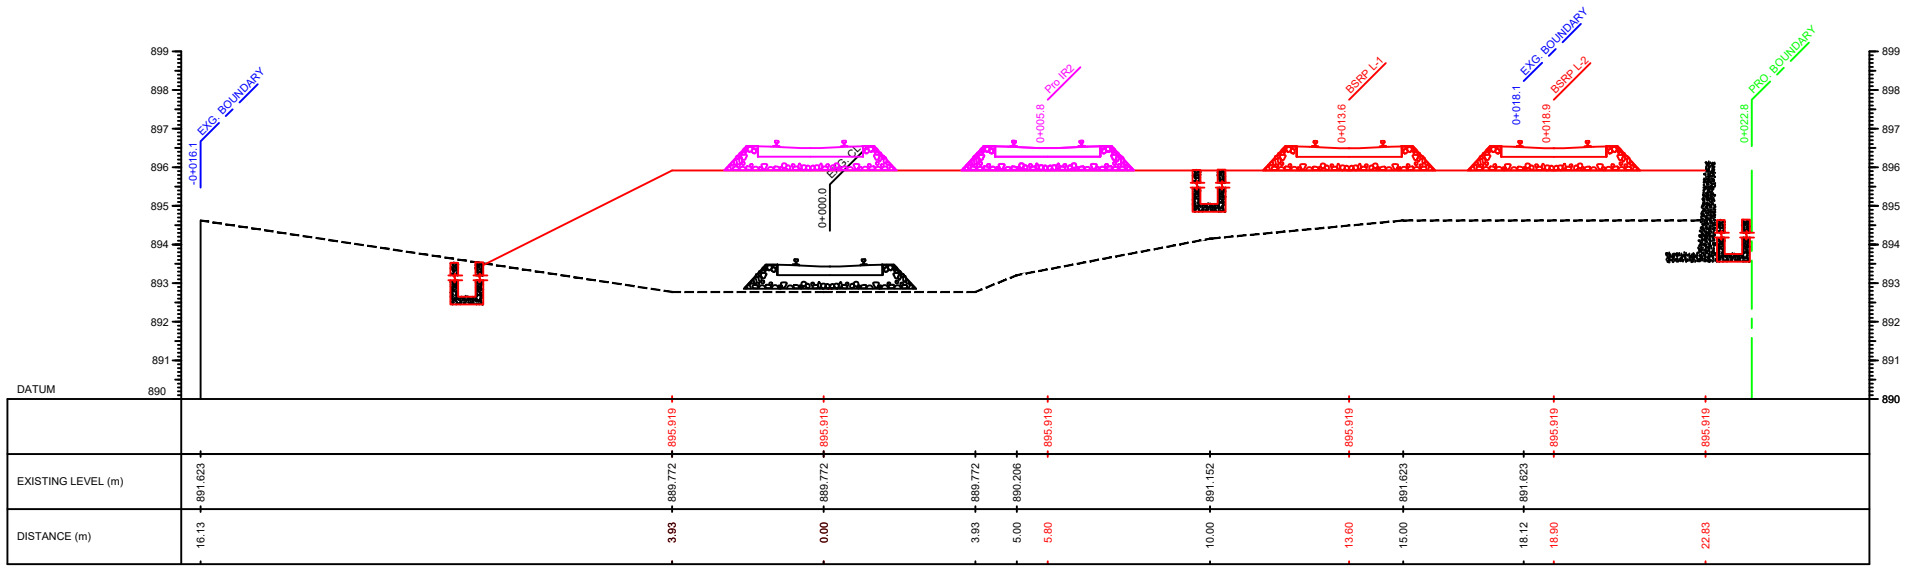 EXG. BOUNDARY
-0+016.1
Pro IR2
0+005.8
BSRP L-1
0+013.6
EXG. BOUNDARY
0+018.1
BSRP L-2
0+018.9
PRO. BOUNDARY
0+022.8
EXG. CL
0+000.0
899
898
897
896
895
894
893
892
891
890
899
898
897
896
895
894
893
892
891
890
DATUM
895.919 895.919 895.919 895.919 895.919 895.919
EXISTING LEVEL (m) 891.623 889.772 889.772 889.772 890.206 891.152 891.623 891.623
DISTANCE (m) 16.13 3.93 0.00 3.93 5.00 5.80 10.00 13.60 15.00 18.12 18.90 22.83